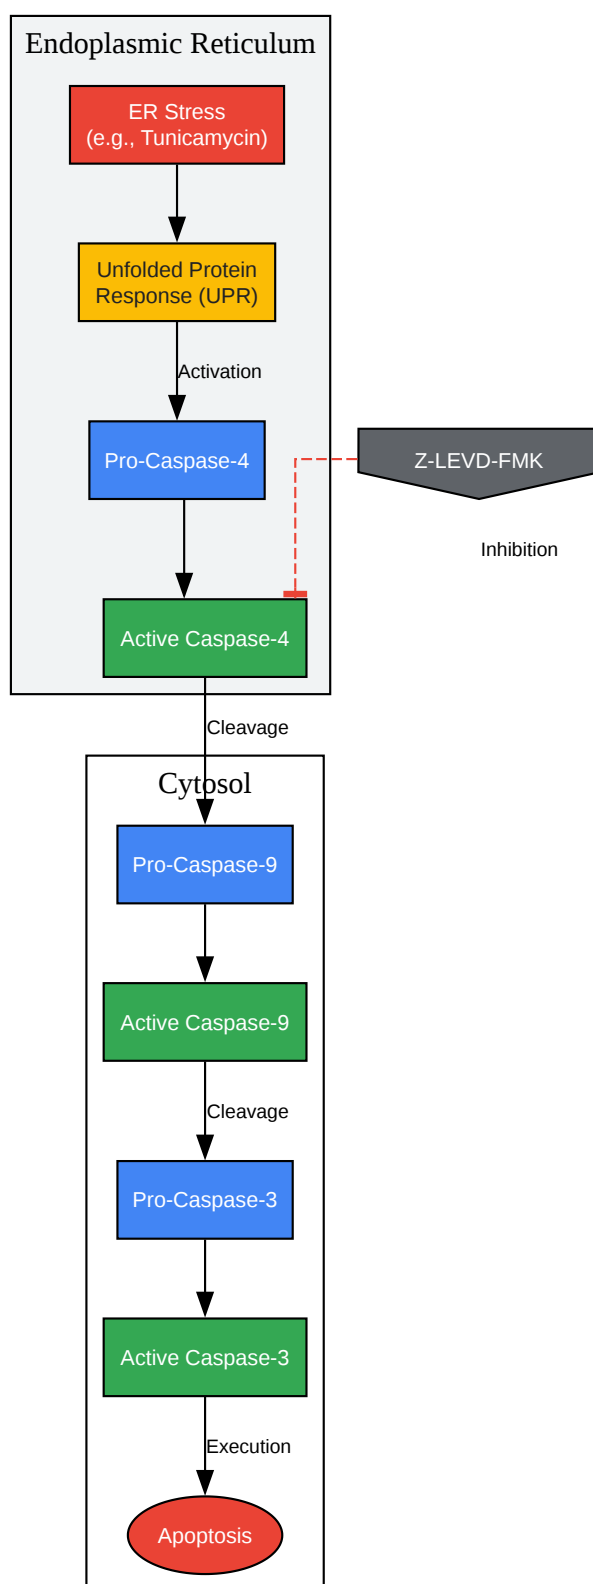 Endoplasmic Reticulum
ER Stress
(e.g., Tunicamycin)
Unfolded Protein
Response (UPR)
Activation
Pro-Caspase-4
Z-LEVD-FMK
Inhibition
Active Caspase-4
Cleavage
Cytosol
Pro-Caspase-9
Active Caspase-9
Cleavage
Pro-Caspase-3
Active Caspase-3
Execution
Apoptosis